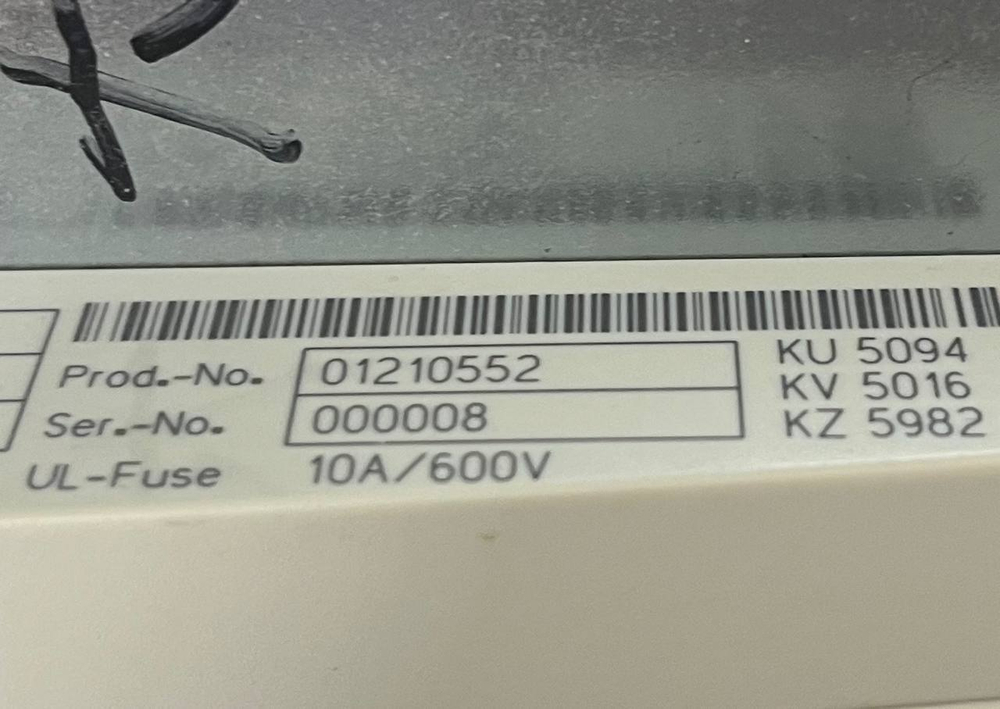 Prod.-No. 01210552
Ser.-No. 000008
UL-Fuse 10A/600V
KU 5094
KV 5016
KZ 5982